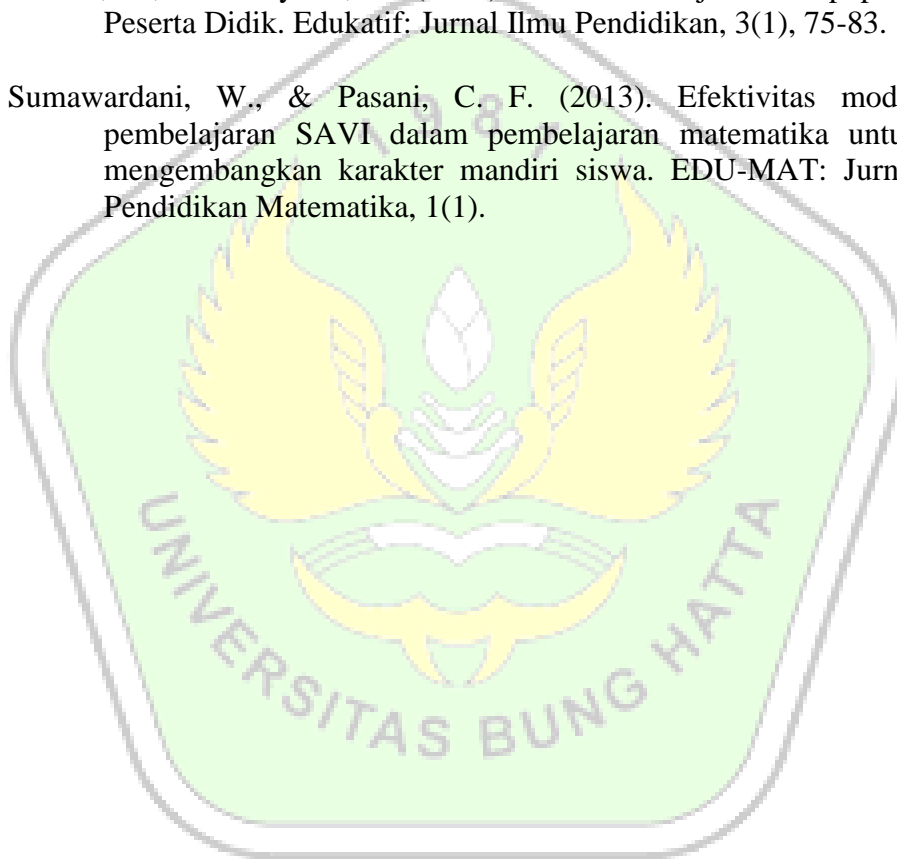 Peserta Didik. Edukatif: Jurnal Ilmu Pendidikan, 3(1), 75-83.
Sumawardani, W., & Pasani, C. F. (2013). Efektivitas mod
pembelajaran SAVI dalam pembelajaran matematika untu
mengembangkan karakter mandiri siswa. EDU-MAT: Jurn
Pendidikan Matematika, 1(1).
1981
UNIVERSITAS BUNG HATTA